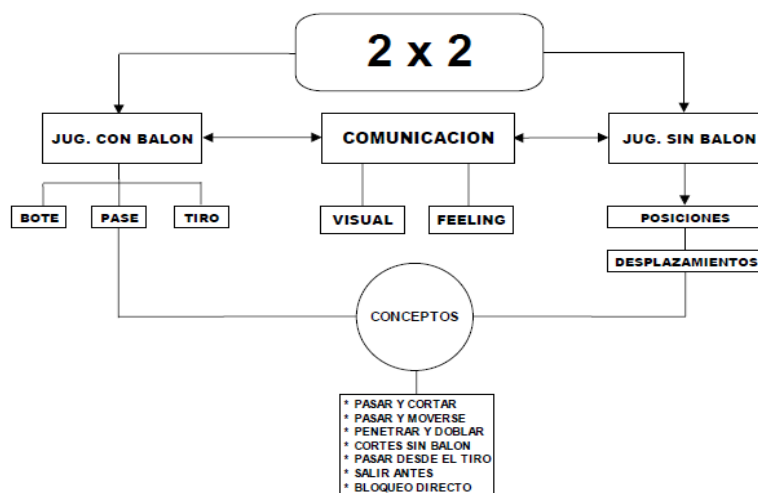 2 x 2
JUG. CON BALON
COMUNICACION
JUG. SIN BALON
BOTE
PASE
TIRO
VISUAL
FEELING
POSICIONES
DESPLAZAMIENTOS
CONCEPTOS
* PASAR Y CORTAR
* PASAR Y MOVERSE
* PENETRAR Y DOBLAR
* CORTES SIN BALON
* PASAR DESDE EL TIRO
* SALIR ANTES
* BLOQUEO DIRECTO